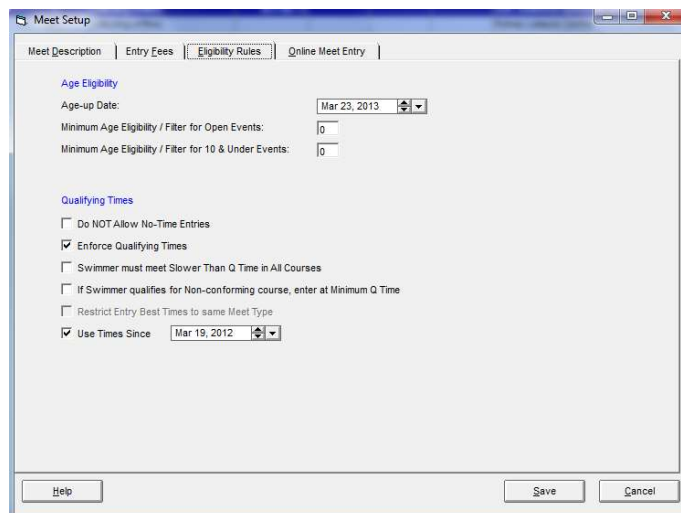 Meet Setup
Meet Description Entry Fees Eligibility Rules Online Meet Entry
Age Eligibility
Age-up Date: Mar 23, 2013
Minimum Age Eligibility / Filter for Open Events: 0
Minimum Age Eligibility / Filter for 10 & Under Events: 0
Qualifying Times
Do NOT Allow No-Time Entries
Enforce Qualifying Times
Swimmer must meet Slower Than Q Time in All Courses
If Swimmer qualifies for Non-conforming course, enter at Minimum Q Time
Restrict Entry Best Times to same Meet Type
Use Times Since Mar 19, 2012
Help Save Cancel